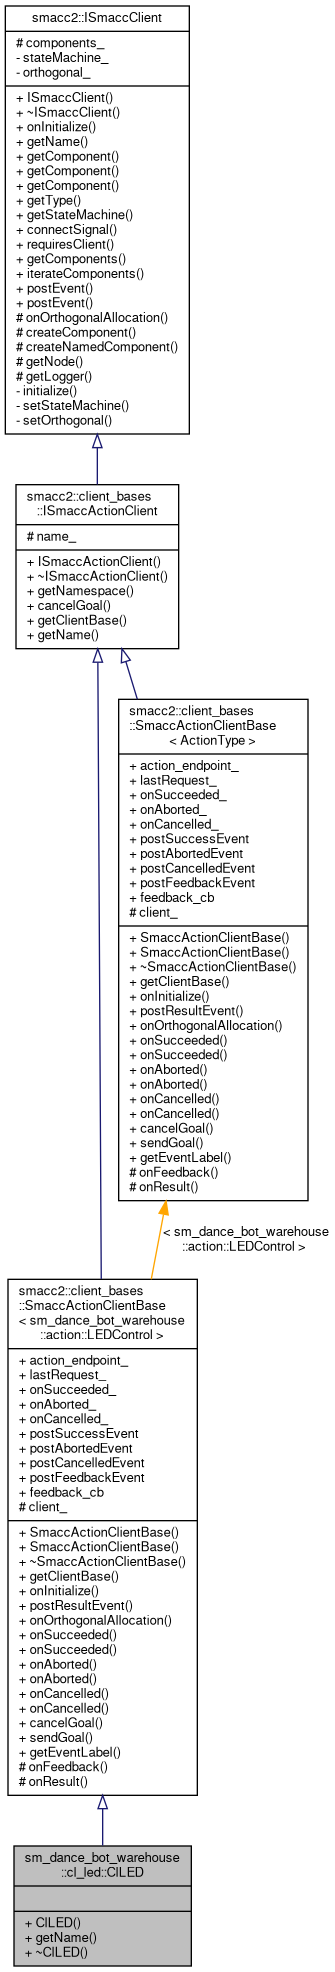 smacc2::ISmaccClient
# components_
- stateMachine_
- orthogonal_
+ ISmaccClient()
+ ~ISmaccClient()
+ onInitialize()
+ getName()
+ getComponent()
+ getComponent()
+ getComponent()
+ getType()
+ getStateMachine()
+ connectSignal()
+ requiresClient()
+ getComponents()
+ iterateComponents()
+ postEvent()
+ postEvent()
# onOrthogonalAllocation()
# createComponent()
# createNamedComponent()
# getNode()
# getLogger()
- initialize()
- setStateMachine()
- setOrthogonal()
smacc2::client_bases
::ISmaccActionClient
# name_
+ ISmaccActionClient()
+ ~ISmaccActionClient()
+ getNamespace()
+ cancelGoal()
+ getClientBase()
+ getName()
smacc2::client_bases
::SmaccActionClientBase
< ActionType >
+ action_endpoint_
+ lastRequest_
+ onSucceeded_
+ onAborted_
+ onCancelled_
+ postSuccessEvent
+ postAbortedEvent
+ postCancelledEvent
+ postFeedbackEvent
+ feedback_cb
# client_
+ SmaccActionClientBase()
+ SmaccActionClientBase()
+ ~SmaccActionClientBase()
+ getClientBase()
+ onInitialize()
+ postResultEvent()
+ onOrthogonalAllocation()
+ onSucceeded()
+ onSucceeded()
+ onAborted()
+ onAborted()
+ onCancelled()
+ onCancelled()
+ cancelGoal()
+ sendGoal()
+ getEventLabel()
# onFeedback()
# onResult()
< sm_dance_bot_warehouse
::action::LEDControl >
smacc2::client_bases
::SmaccActionClientBase
< sm_dance_bot_warehouse
::action::LEDControl >
+ action_endpoint_
+ lastRequest_
+ onSucceeded_
+ onAborted_
+ onCancelled_
+ postSuccessEvent
+ postAbortedEvent
+ postCancelledEvent
+ postFeedbackEvent
+ feedback_cb
# client_
+ SmaccActionClientBase()
+ SmaccActionClientBase()
+ ~SmaccActionClientBase()
+ getClientBase()
+ onInitialize()
+ postResultEvent()
+ onOrthogonalAllocation()
+ onSucceeded()
+ onSucceeded()
+ onAborted()
+ onAborted()
+ onCancelled()
+ onCancelled()
+ cancelGoal()
+ sendGoal()
+ getEventLabel()
# onFeedback()
# onResult()
sm_dance_bot_warehouse
::cl_led::ClLED
+ ClLED()
+ getName()
+ ~ClLED()